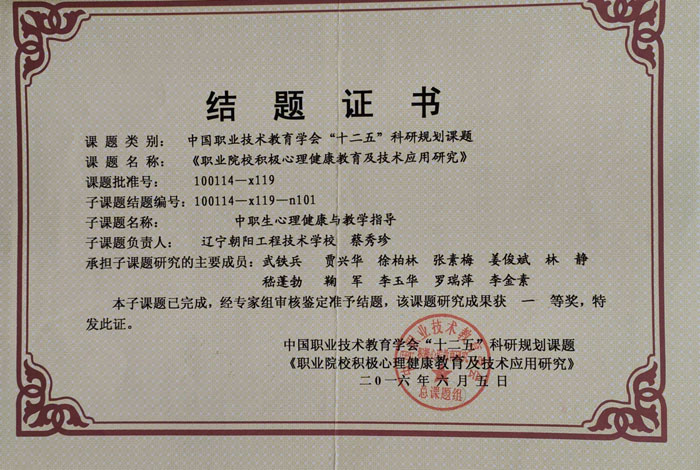 结题证书
课题类别：中国职业技术教育学会“十二五”科研规划课题
课题名称：《职业院校积极心理健康教育及技术应用研究》
课题批准号：100114—x119
子课题结题编号：100114—x119—n101
子课题名称：中职生心理健康与教学指导
子课题负责人：辽宁朝阳工程技术学校 蔡秀珍
承担子课题研究的主要成员：武铁兵 贾兴华 徐柏林 张素梅 姜俊斌 林 静
嵇蓬勃 鞠 军 李玉华 罗瑞萍 李金素
本子课题已完成，经专家组审核鉴定准予结题，该课题研究成果获 一 等奖，特
发此证。
中国职业技术教育学会“十二五”科研规划课题
《职业院校积极心理健康教育及技术应用研究》
二〇一六年六月五日
总课题组